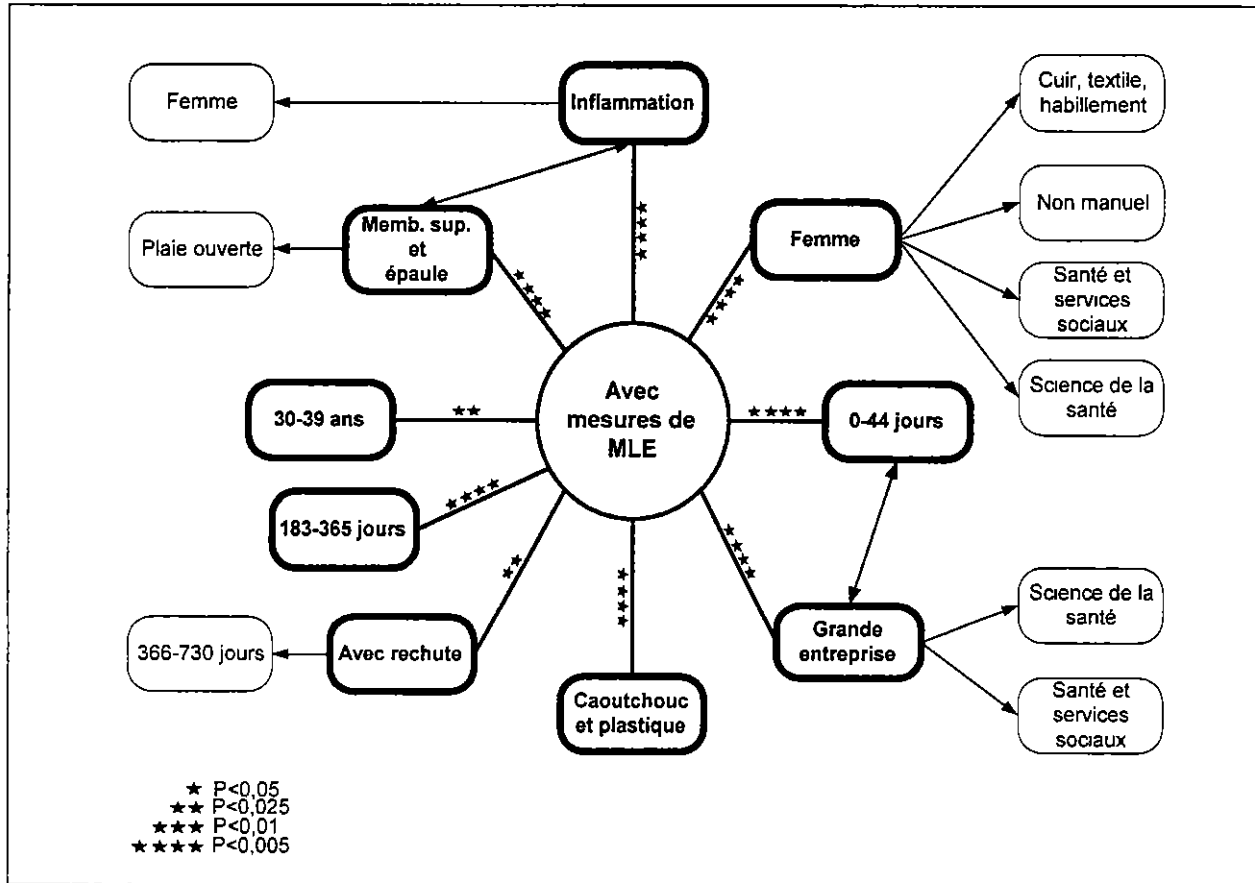 Femme
Inflammation
Cuir, textile,
habillement
Memb. sup.
et
épaule
Plaie ouverte
Femme
Non manuel
Santé et
services
sociaux
Science de la
santé
★★★★
★★★★
★★★★
Avec
mesures de
MLE
30-39 ans
★★
★★★★
0-44 jours
183-365 jours
★★★★
★★
★★★★
★★★★
366-730 jours
Avec rechute
Caoutchouc
et plastique
Grande
entreprise
Science de la
santé
Santé et
services
sociaux
★ P<0,05
★★ P<0,025
★★★ P<0,01
★★★★ P<0,005